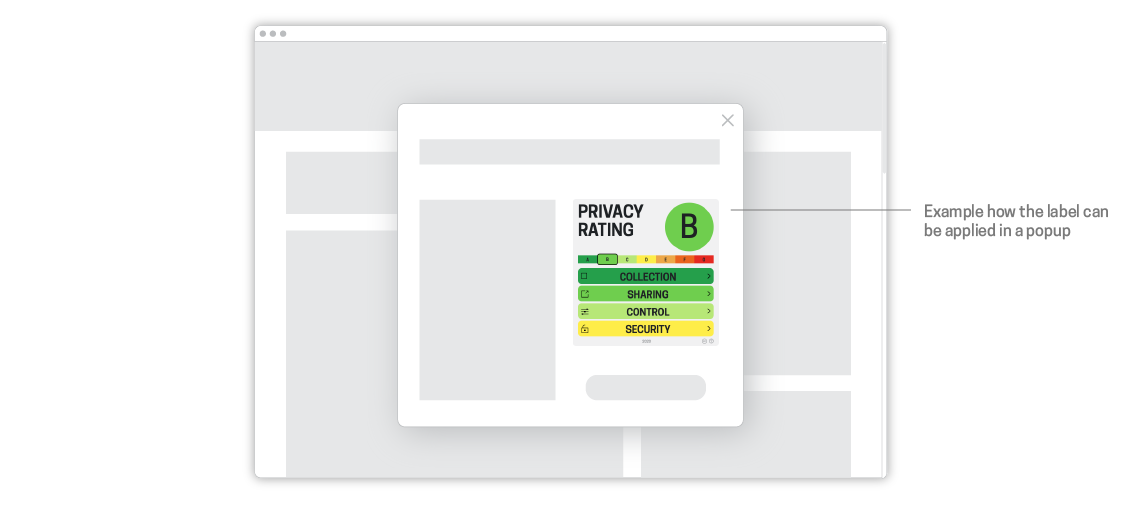 PRIVACY
RATING
B
A B C D E F G
COLLECTION
SHARING
CONTROL
SECURITY
Example how the label can
be applied in a popup